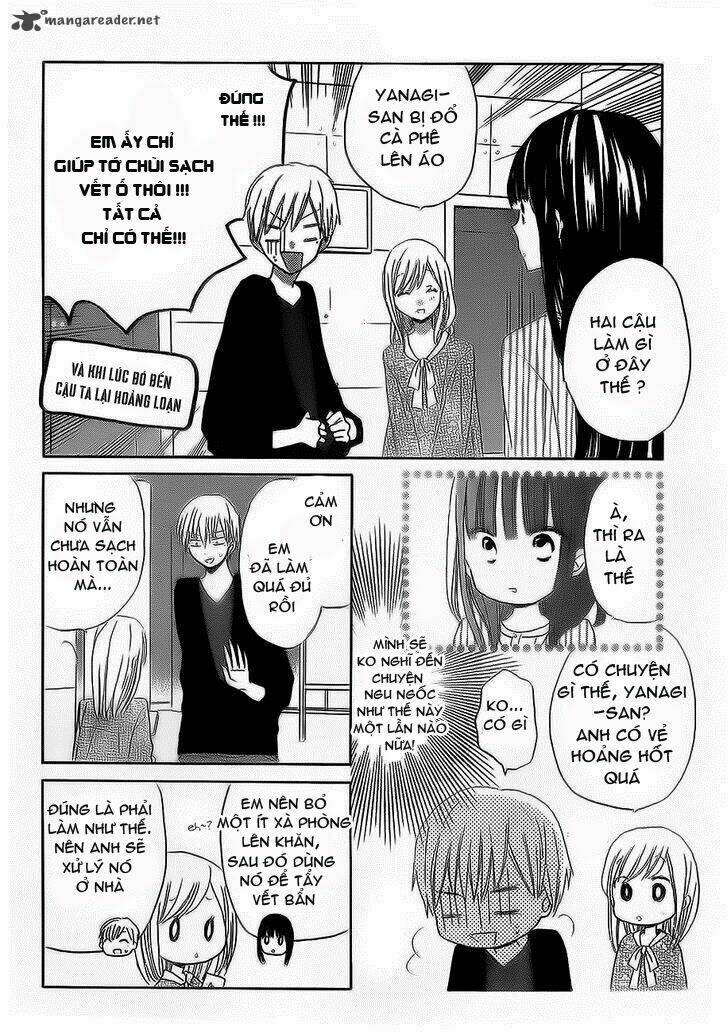 mangareader.net
HAI CẬU
LÀM GÌ
Ở ĐÂY
THẾ ?
YANAGI-
SAN BỊ ĐỔ
CÀ PHÊ
LÊN ÁO
ĐÚNG
THẾ !!!
EM ẤY CHỈ
GIÚP TỚ CHÙI SẠCH
VẾT Ố THÔI !!!
TẤT CẢ
CHỈ CÓ THẾ!!!
VÀ KHI LÚC ĐÓ ĐẾN
CẬU TA LẠI HOẢNG LOẠN
À,
THÌ RA
LÀ
THẾ
CÓ CHUYỆN
GÌ THẾ, YANAGI
-SAN?
ANH CÓ VẺ
HOẢNG HỐT
QUÁ
KO...
CÓ GÌ
MÌNH SẼ
KO NGHĨ ĐẾN
CHUYỆN
NGU NGỐC
NHƯ THẾ NÀY
MỘT LẦN NÀO
NỮA!
CẢM
ƠN
EM
ĐÃ LÀM
QUÁ ĐỦ
RỒI
NHƯNG
NÓ VẪN
CHƯA SẠCH
HOÀN TOÀN
MÀ...
EM NÊN BỎ
MỘT ÍT XÀ PHÒNG
LÊN KHĂN,
SAU ĐÓ DÙNG
NÓ ĐỂ TẨY
VẾT BẨN
eh~?
ĐÚNG LÀ PHẢI
LÀM NHƯ THẾ.
NÊN ANH SẼ
XỬ LÝ NÓ
Ở NHÀ